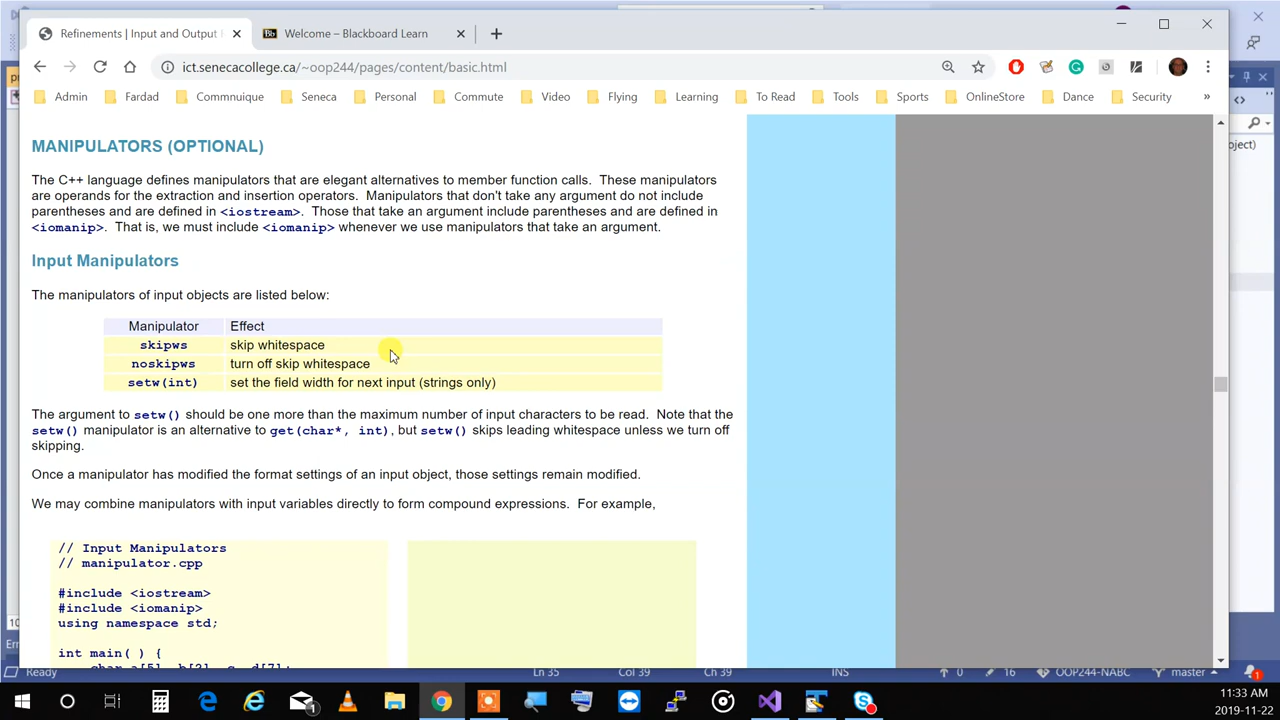 Refinements | Input and Output
Welcome – Blackboard Learn
ict.senecacollege.ca/~oop244/pages/content/basic.html
Admin Fardad Commnuique Seneca Personal Commute Video Flying Learning To Read Tools Sports OnlineStore Dance Security »
MANIPULATORS (OPTIONAL)
The C++ language defines manipulators that are elegant alternatives to member function calls. These manipulators
are operands for the extraction and insertion operators. Manipulators that don't take any argument do not include
parentheses and are defined in <iostream>. Those that take an argument include parentheses and are defined in
<iomanip>. That is, we must include <iomanip> whenever we use manipulators that take an argument.
Input Manipulators
The manipulators of input objects are listed below:
Manipulator Effect
skipws skip whitespace
noskipws turn off skip whitespace
setw(int) set the field width for next input (strings only)
The argument to setw() should be one more than the maximum number of input characters to be read. Note that the
setw() manipulator is an alternative to get(char*, int), but setw() skips leading whitespace unless we turn off
skipping.
Once a manipulator has modified the format settings of an input object, those settings remain modified.
We may combine manipulators with input variables directly to form compound expressions. For example,
// Input Manipulators
// manipulator.cpp
#include <iostream>
#include <iomanip>
using namespace std;
int main( ) {
char a[5], b[2], c, d[7];
oject)
Ready Ln 35 Col 39 Ch 39 INS 0 16 OOP244-NABC master 1
11:33 AM
2019-11-22